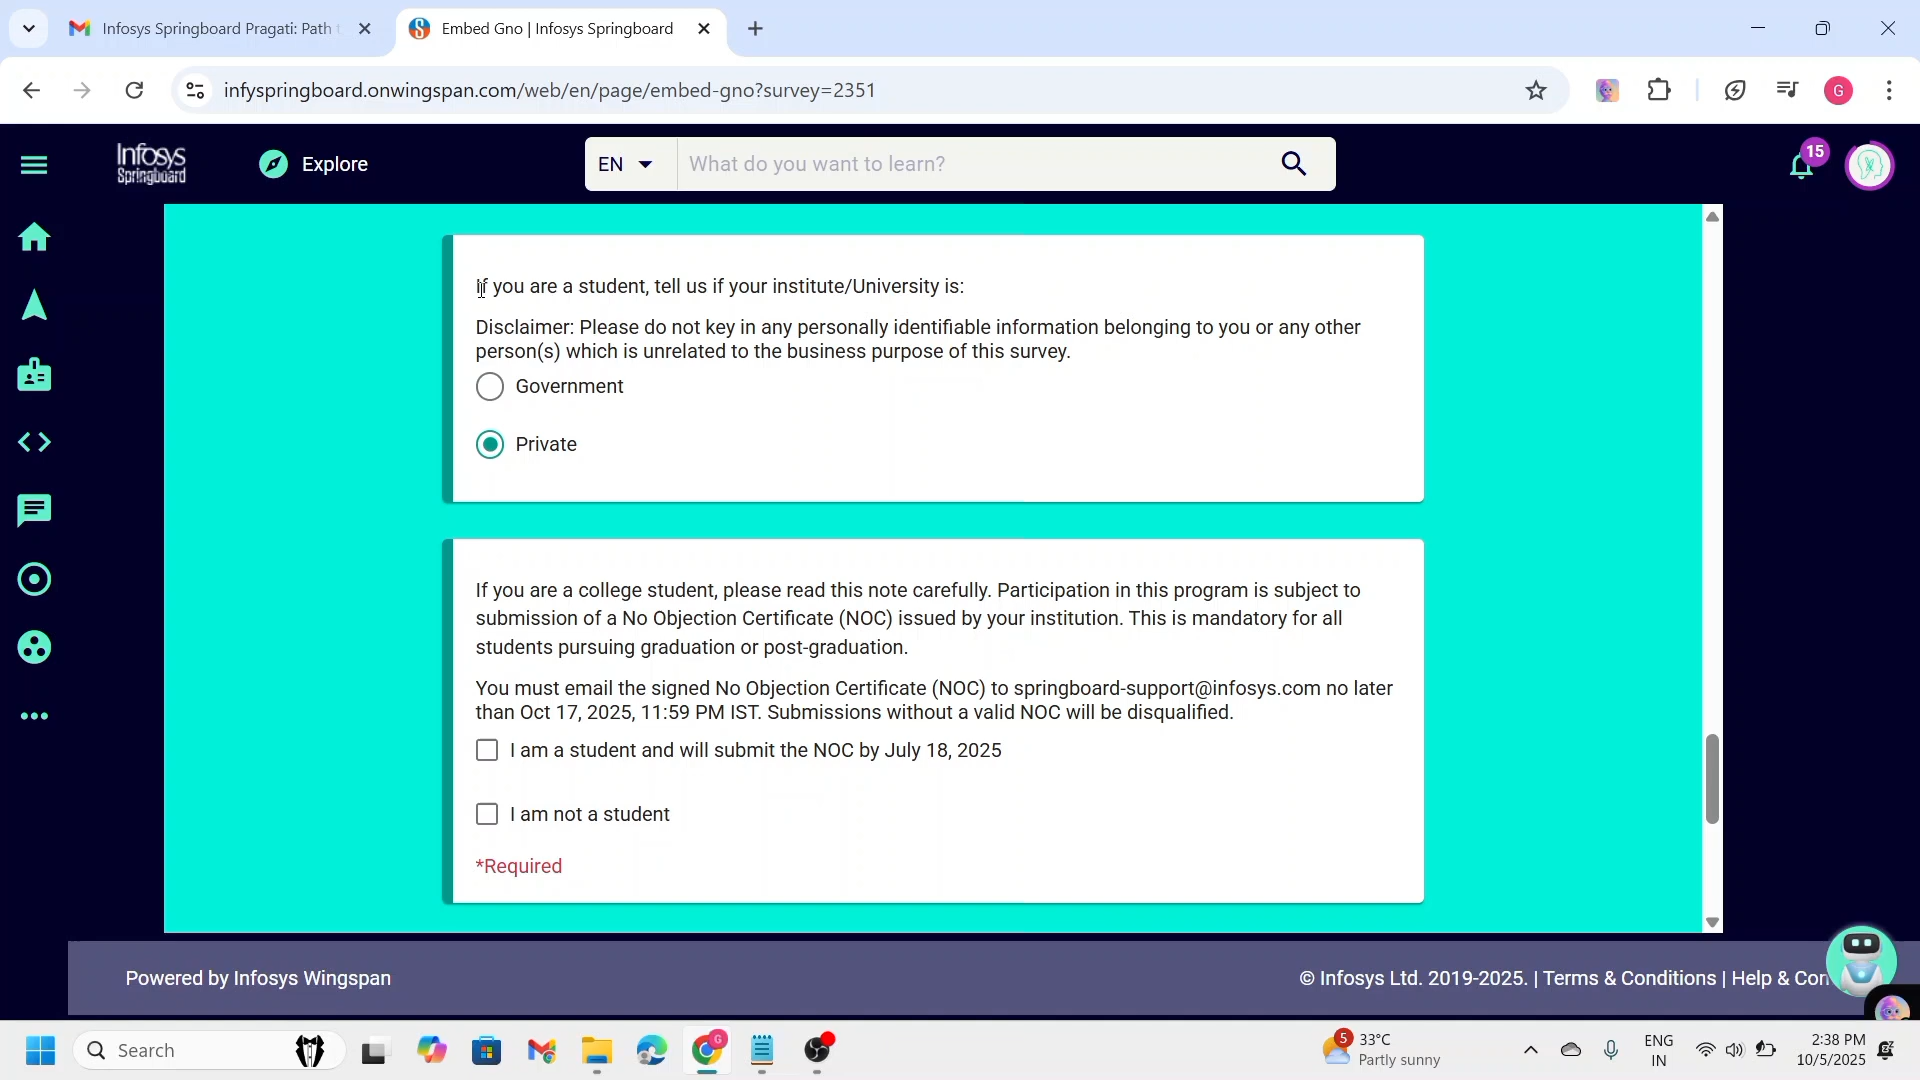 Infosys Springboard Pragati: Path
Embed Gno | Infosys Springboard
infyspringboard.onwingspan.com/web/en/page/embed-gno?survey=2351
G
Infosys
Springboard
Explore
EN
What do you want to learn?
15
If you are a student, tell us if your institute/University is:
Disclaimer: Please do not key in any personally identifiable information belonging to you or any other
person(s) which is unrelated to the business purpose of this survey.
Government
Private
If you are a college student, please read this note carefully. Participation in this program is subject to
submission of a No Objection Certificate (NOC) issued by your institution. This is mandatory for all
students pursuing graduation or post-graduation.
You must email the signed No Objection Certificate (NOC) to springboard-support@infosys.com no later
than Oct 17, 2025, 11:59 PM IST. Submissions without a valid NOC will be disqualified.
I am a student and will submit the NOC by July 18, 2025
I am not a student
*Required
Powered by Infosys Wingspan
© Infosys Ltd. 2019-2025. | Terms & Conditions | Help & Con
Search
G
5
33°C
Partly sunny
ENG
IN
2:38 PM
10/5/2025